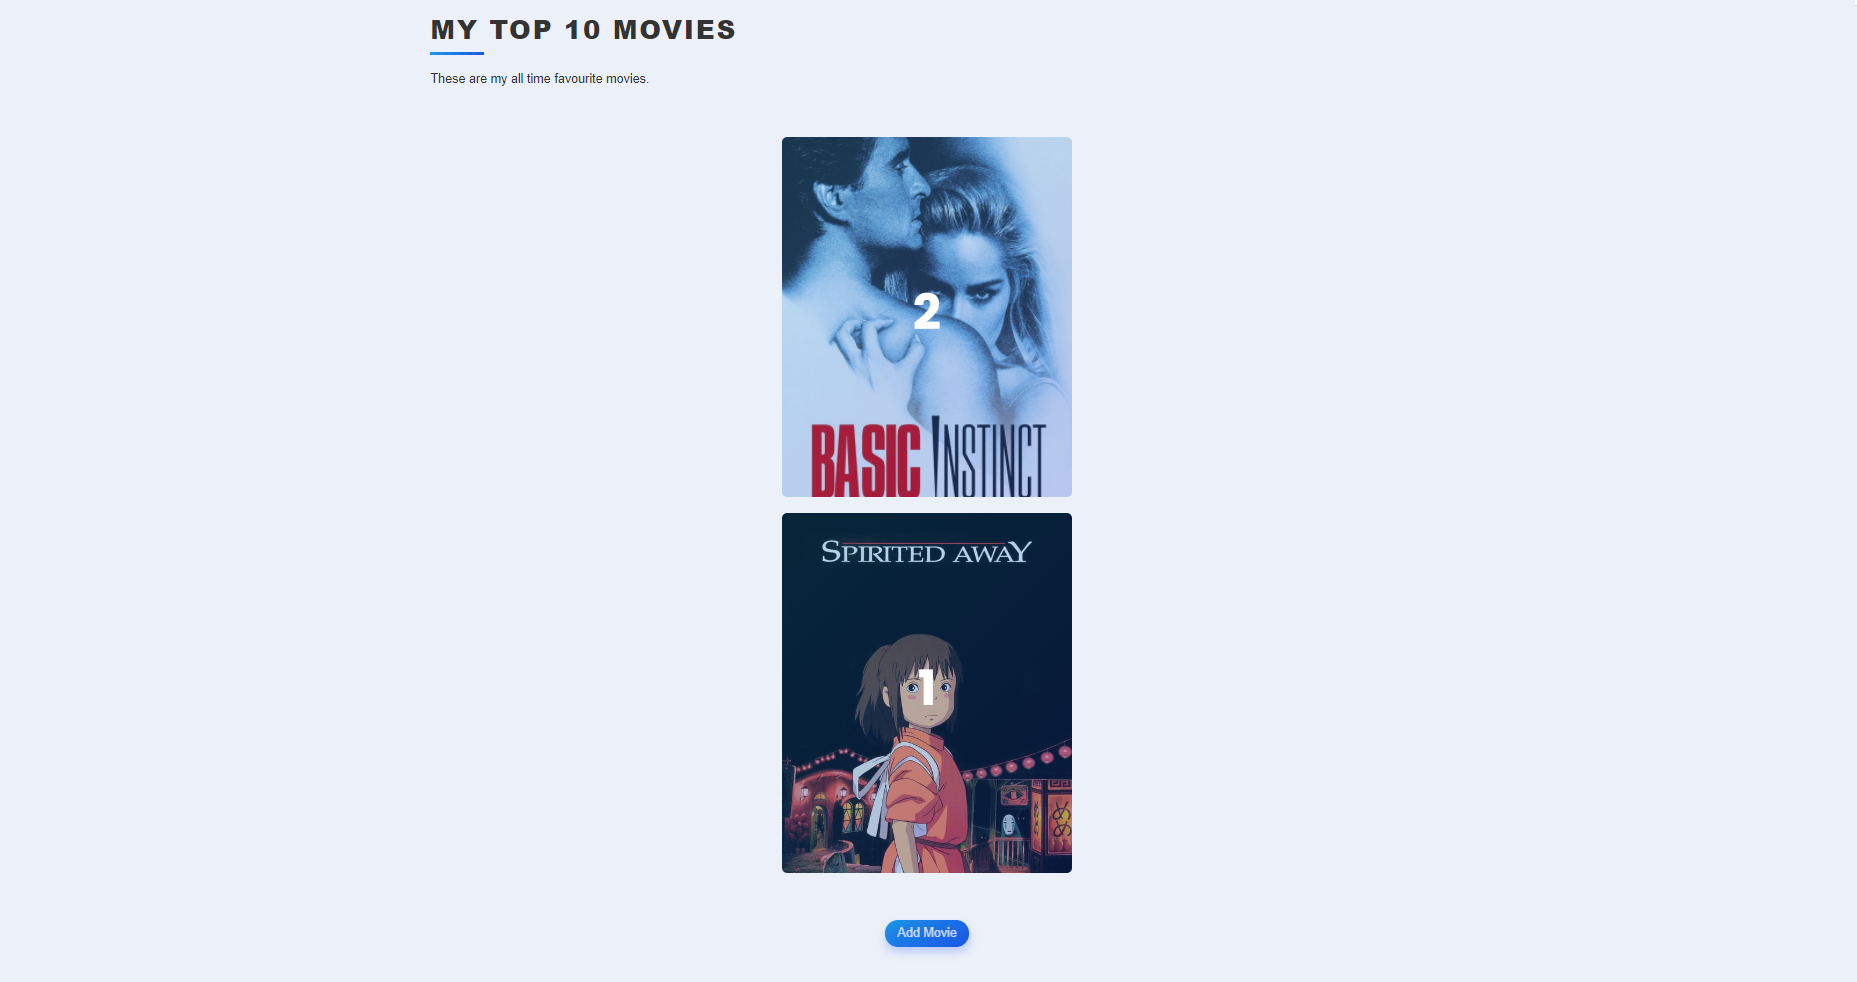 MY TOP 10 MOVIES
These are my all time favourite movies.
2
BASIC INSTINCT
SPIRITED AWAY
1
Add Movie